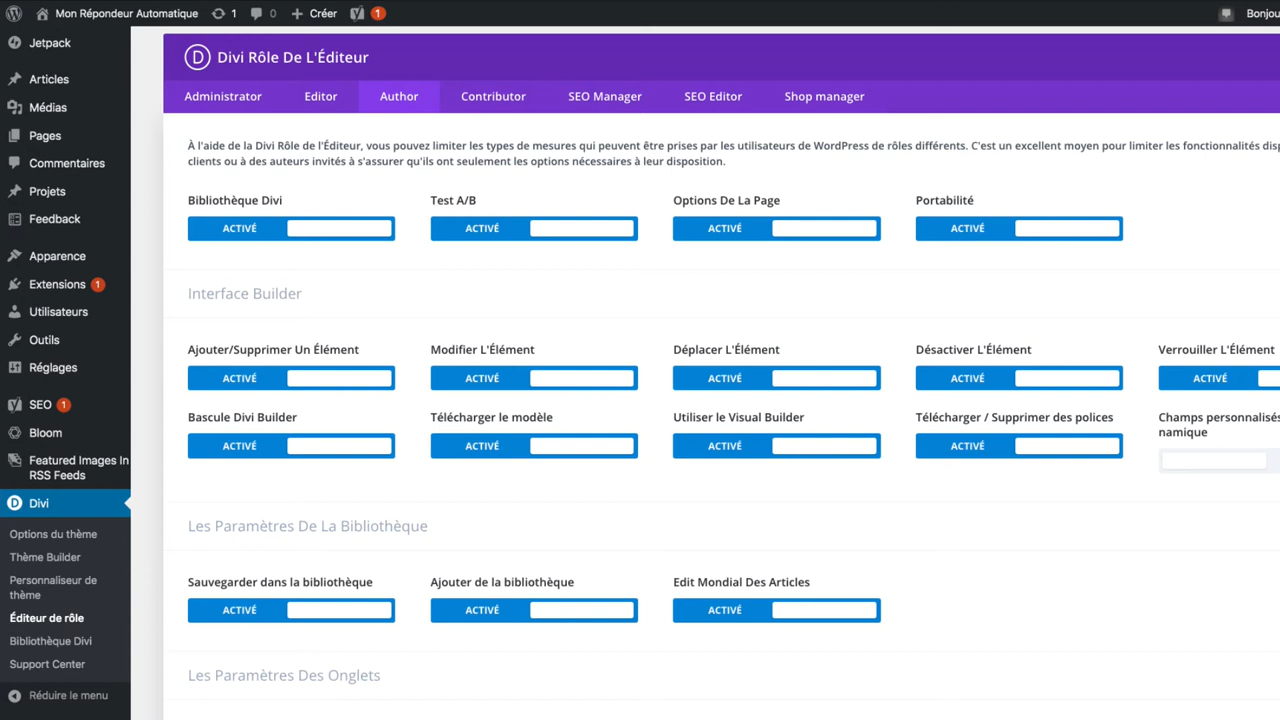 Mon Répondeur Automatique 1 0 Créer 1 Bonjou
Jetpack
Articles
Médias
Pages
Commentaires
Projets
Feedback
Apparence
Extensions 1
Utilisateurs
Outils
Réglages
SEO 1
Bloom
Featured Images In
RSS Feeds
Divi
Options du thème
Thème Builder
Personnaliseur de
thème
Éditeur de rôle
Bibliothèque Divi
Support Center
Réduire le menu
D Divi Rôle De L'Éditeur
Administrator Editor Author Contributor SEO Manager SEO Editor Shop manager
À l'aide de la Divi Rôle de l'Éditeur, vous pouvez limiter les types de mesures qui peuvent être prises par les utilisateurs de WordPress de rôles différents. C'est un excellent moyen pour limiter les fonctionnalités disp
clients ou à des auteurs invités à s'assurer qu'ils ont seulement les options nécessaires à leur disposition.
Bibliothèque Divi Test A/B Options De La Page Portabilité
ACTIVÉ ACTIVÉ ACTIVÉ ACTIVÉ
Interface Builder
Ajouter/Supprimer Un Élément Modifier L'Élément Déplacer L'Élément Désactiver L'Élément Verrouiller L'Élément
ACTIVÉ ACTIVÉ ACTIVÉ ACTIVÉ ACTIVÉ
Bascule Divi Builder Télécharger le modèle Utiliser le Visual Builder Télécharger / Supprimer des polices Champs personnalisés
namique
ACTIVÉ ACTIVÉ ACTIVÉ ACTIVÉ
Les Paramètres De La Bibliothèque
Sauvegarder dans la bibliothèque Ajouter de la bibliothèque Edit Mondial Des Articles
ACTIVÉ ACTIVÉ ACTIVÉ
Les Paramètres Des Onglets